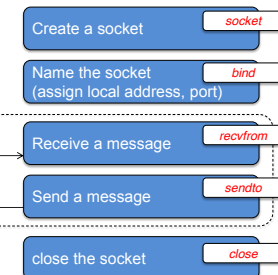 Create a socket
socket
Name the socket
(assign local address, port)
bind
Receive a message
recvfrom
Send a message
sendto
close the socket
close